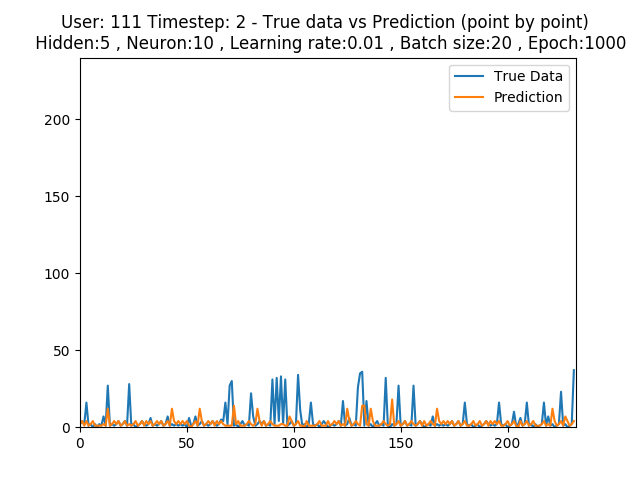 User: 111 Timestep: 2 - True data vs Prediction (point by point)
Hidden:5 , Neuron:10 , Learning rate:0.01 , Batch size:20 , Epoch:1000
True Data
Prediction
200
150
100
50
0
0 50 100 150 200